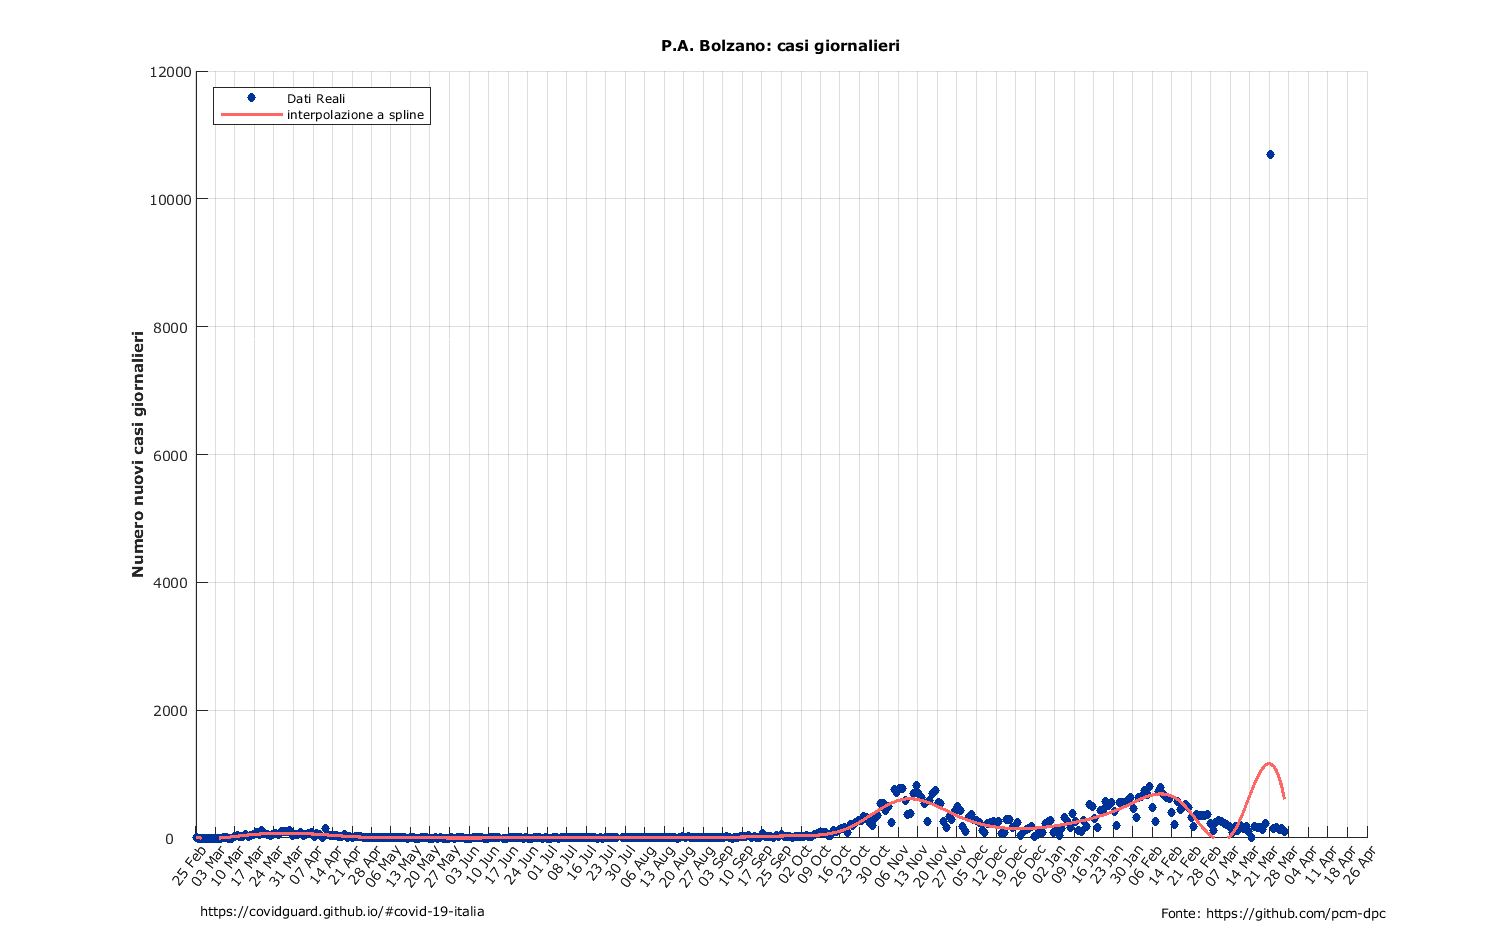 P.A. Bolzano: casi giornalieri
12000
10000
8000
6000
4000
2000
0
Numero nuovi casi giornalieri
Dati Reali
interpolazione a spline
25 Feb
03 Mar
10 Mar
17 Mar
24 Mar
31 Mar
07 Apr
14 Apr
21 Apr
28 Apr
06 May
13 May
20 May
27 May
03 Jun
10 Jun
17 Jun
24 Jun
01 Jul
08 Jul
16 Jul
23 Jul
30 Jul
06 Aug
13 Aug
20 Aug
27 Aug
03 Sep
10 Sep
17 Sep
25 Sep
02 Oct
09 Oct
16 Oct
23 Oct
30 Oct
06 Nov
13 Nov
20 Nov
27 Nov
05 Dec
12 Dec
19 Dec
26 Dec
02 Jan
09 Jan
16 Jan
23 Jan
30 Jan
06 Feb
14 Feb
21 Feb
28 Feb
07 Mar
14 Mar
21 Mar
28 Mar
04 Apr
11 Apr
18 Apr
26 Apr
https://covidguard.github.io/#covid-19-italia
Fonte: https://github.com/pcm-dpc